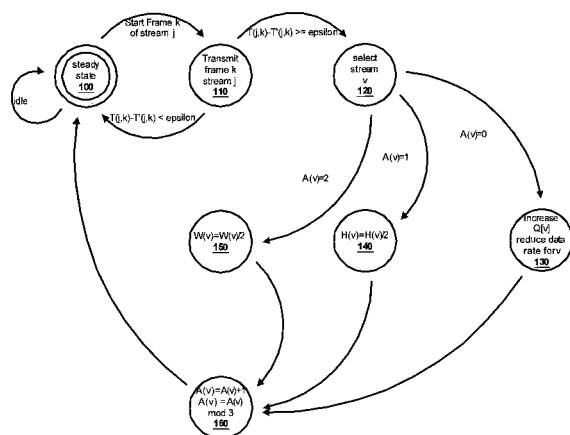 Start Frame k
of stream j
T(j,k)-T'(j,k) >= epsilon
steady
state
100
Transmit
frame k
stream j
110
select
stream
v
120
idle
T(j,k)-T'(j,k) < epsilon
A(v)=2
A(v)=1
A(v)=0
W(v)=W(v)/2
150
H(v)=H(v)/2
140
Increase
Q[v]
reduce data
rate for v
130
A(v)=A(v)+1
A(v) =A(v)
mod 3
160